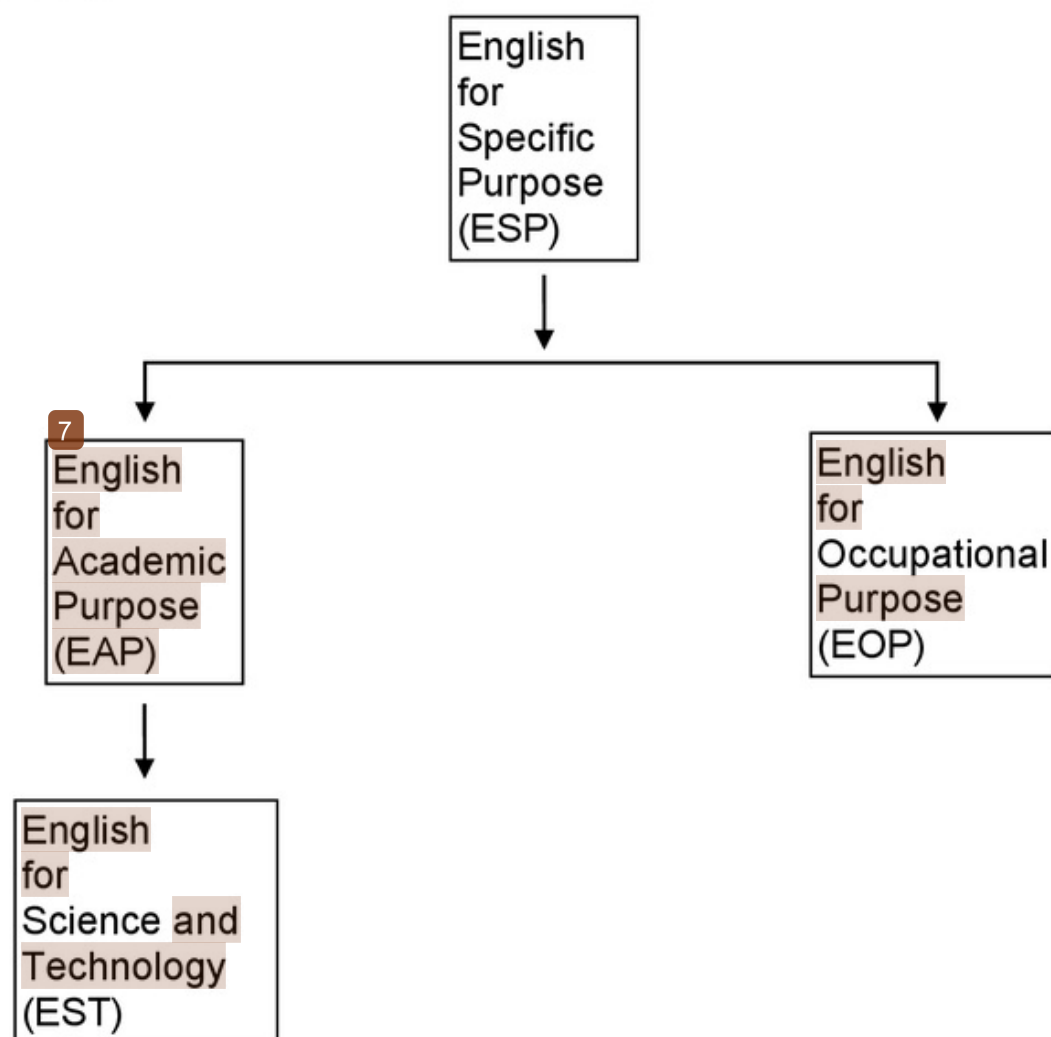 English
for
Specific
Purpose
(ESP)
7
English
for
Academic
Purpose
(EAP)
English
for
Occupational
Purpose
(EOP)
English
for
Science and
Technology
(EST)